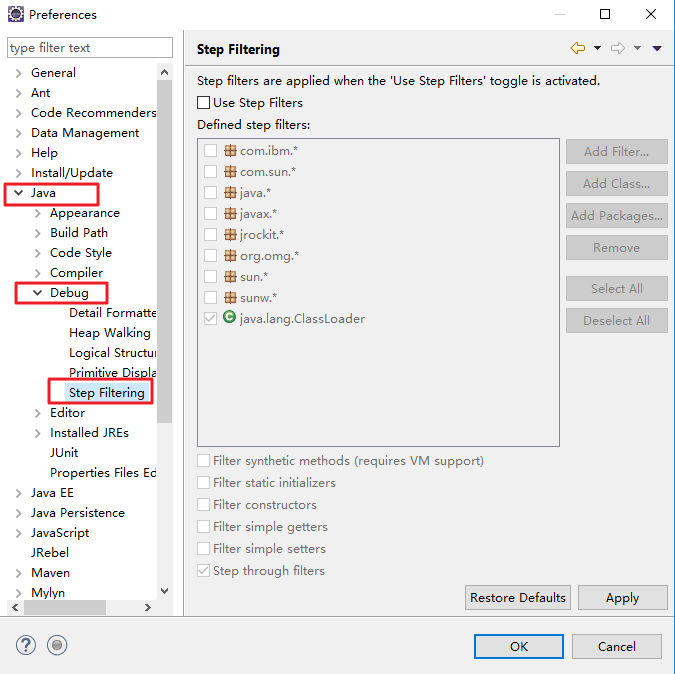 Preferences
type filter text
General
Ant
Code Recommenders
Data Management
Help
Install/Update
Java
Appearance
Build Path
Code Style
Compiler
Debug
Detail Formatte
Heap Walking
Logical Structur
Primitive Displa
Step Filtering
Editor
Installed JREs
JUnit
Properties Files Ed
Java EE
Java Persistence
JavaScript
JRebel
Maven
Mylyn
Step Filtering
Step filters are applied when the 'Use Step Filters' toggle is activated.
Use Step Filters
Defined step filters:
com.ibm.*
com.sun.*
java.*
javax.*
jrockit.*
org.omg.*
sun.*
sunw.*
java.lang.ClassLoader
Add Filter...
Add Class...
Add Packages...
Remove
Select All
Deselect All
Filter synthetic methods (requires VM support)
Filter static initializers
Filter constructors
Filter simple getters
Filter simple setters
Step through filters
Restore Defaults
Apply
OK
Cancel